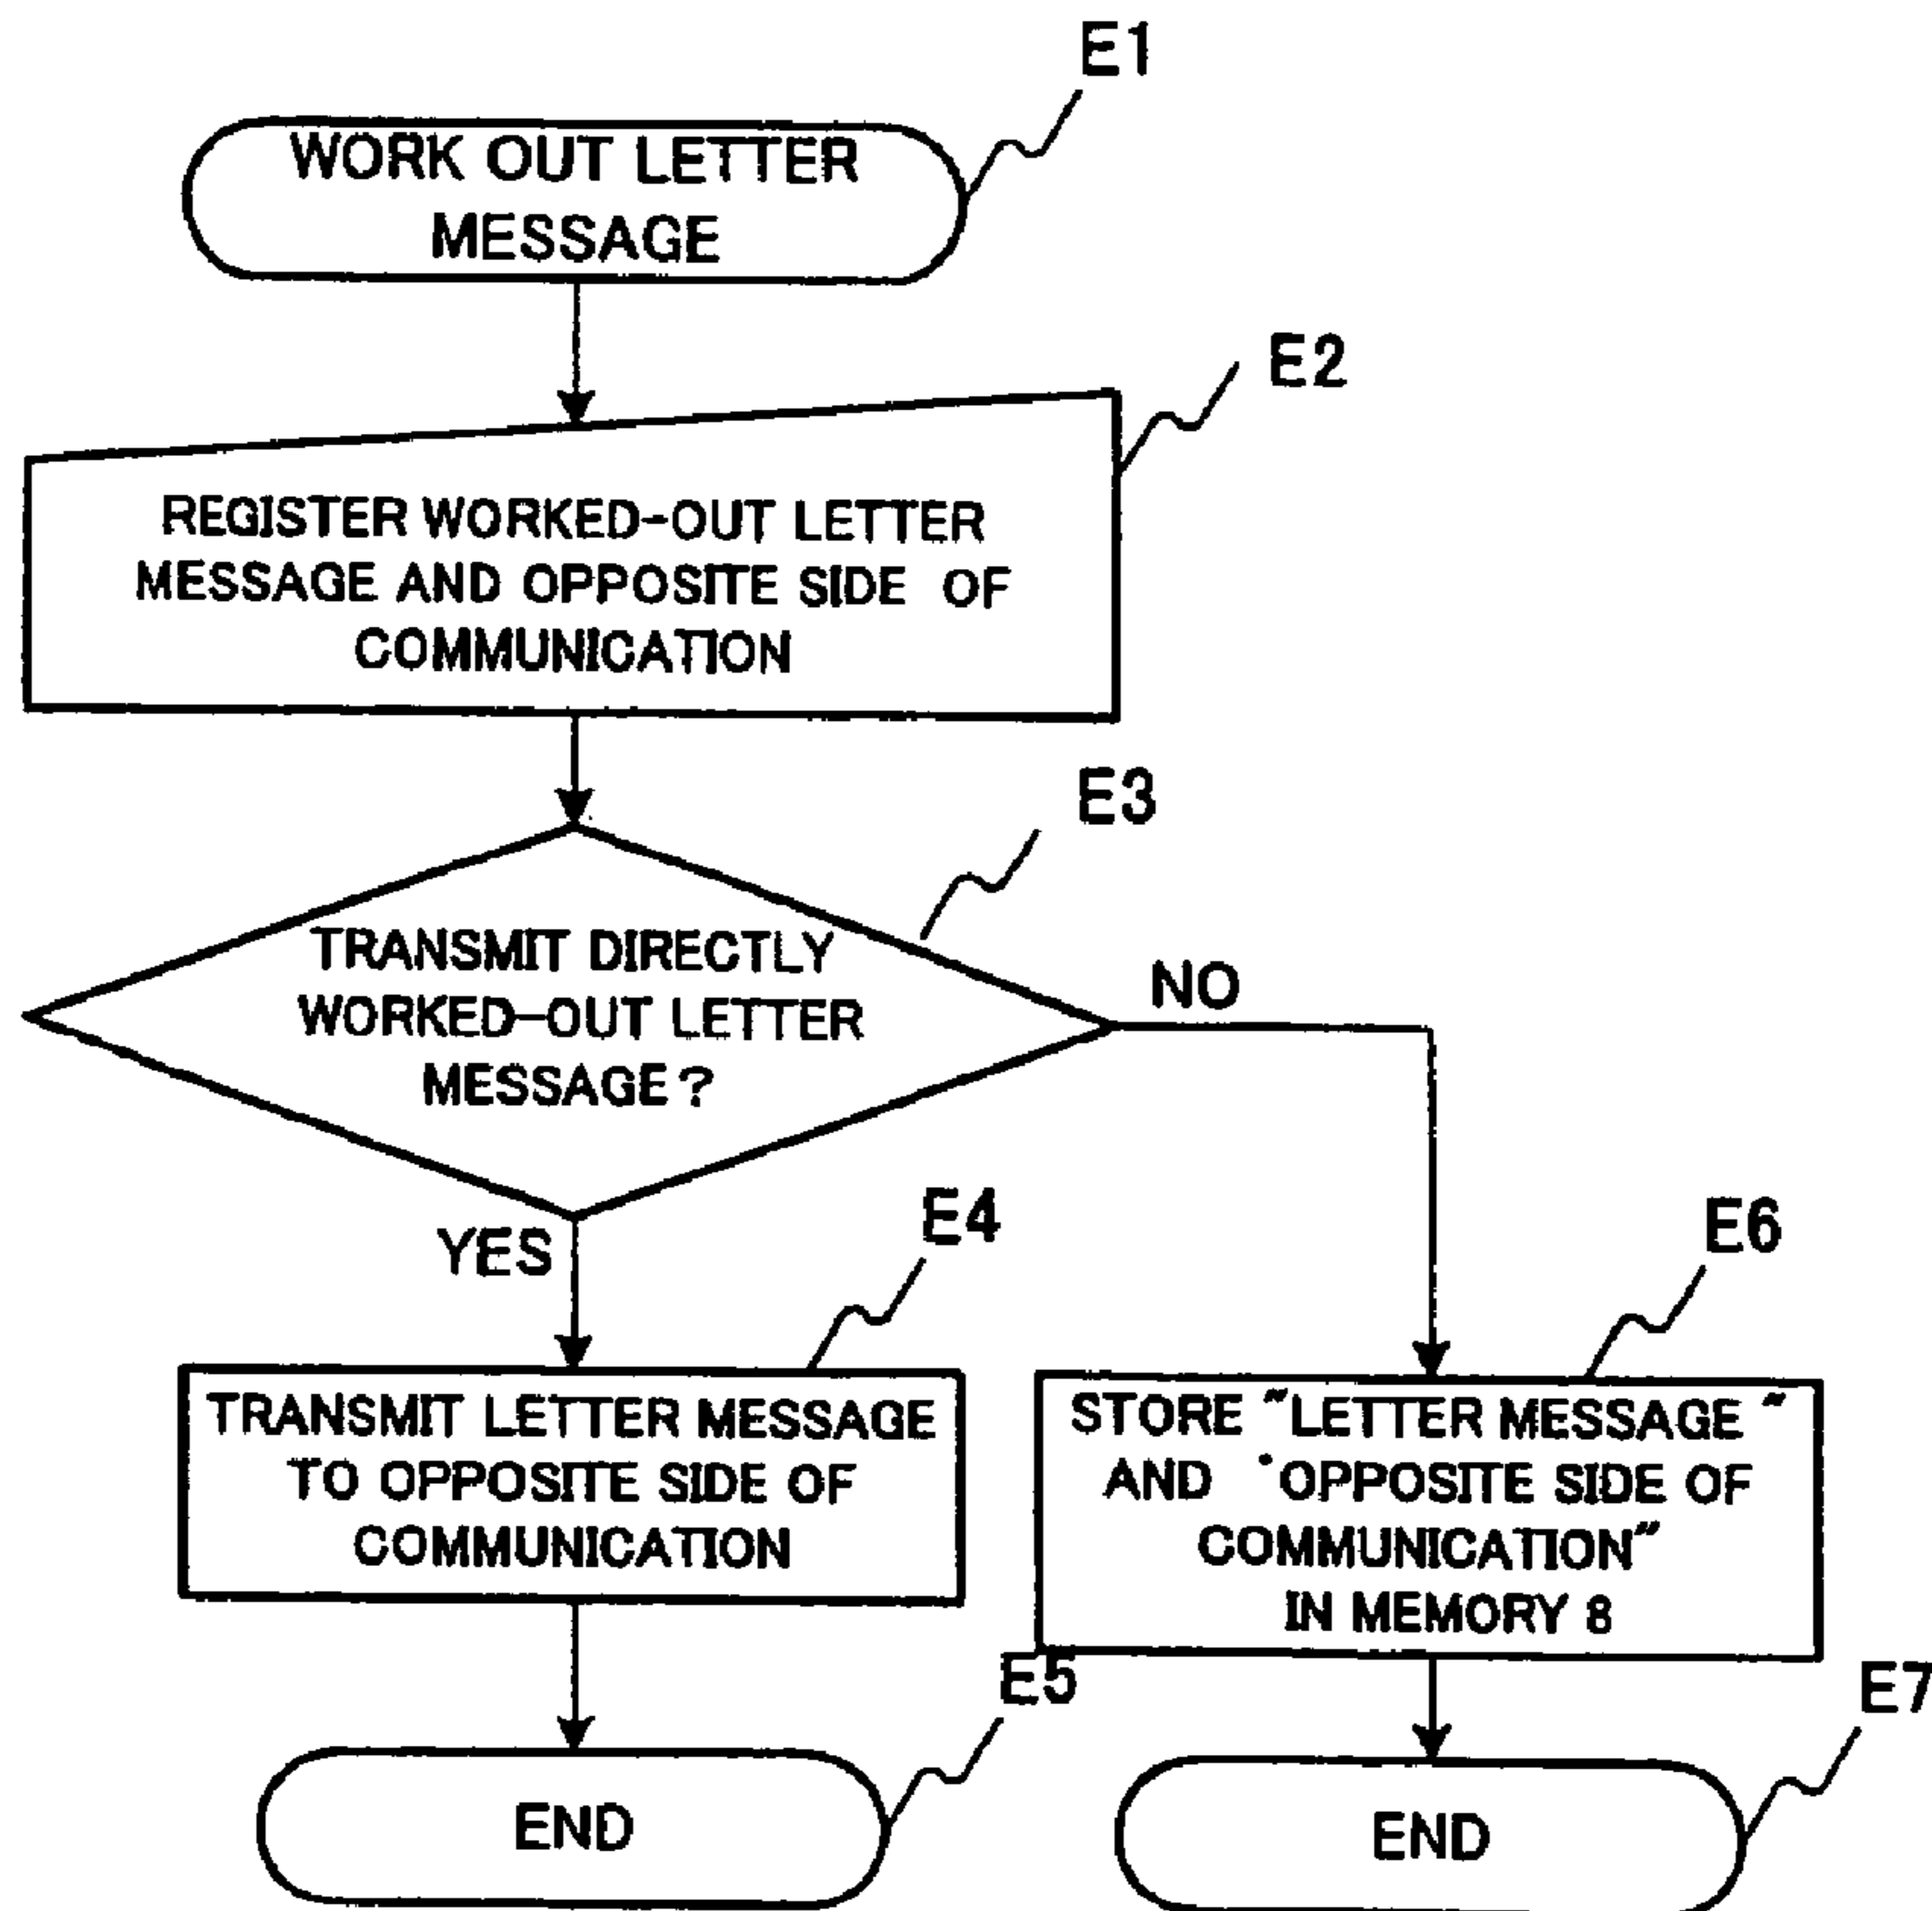 E1
WORK OUT LETTER
MESSAGE
E2
REGISTER WORKED-OUT LETTER
MESSAGE AND OPPOSITE SIDE OF
COMMUNICATION
E3
TRANSMIT DIRECTLY
WORKED-OUT LETTER
MESSAGE?
NO
YES
E4
TRANSMIT LETTER MESSAGE
TO OPPOSITE SIDE OF
COMMUNICATION
E6
STORE "LETTER MESSAGE "
AND "OPPOSITE SIDE OF
COMMUNICATION"
IN MEMORY 8
E5
END
E7
END